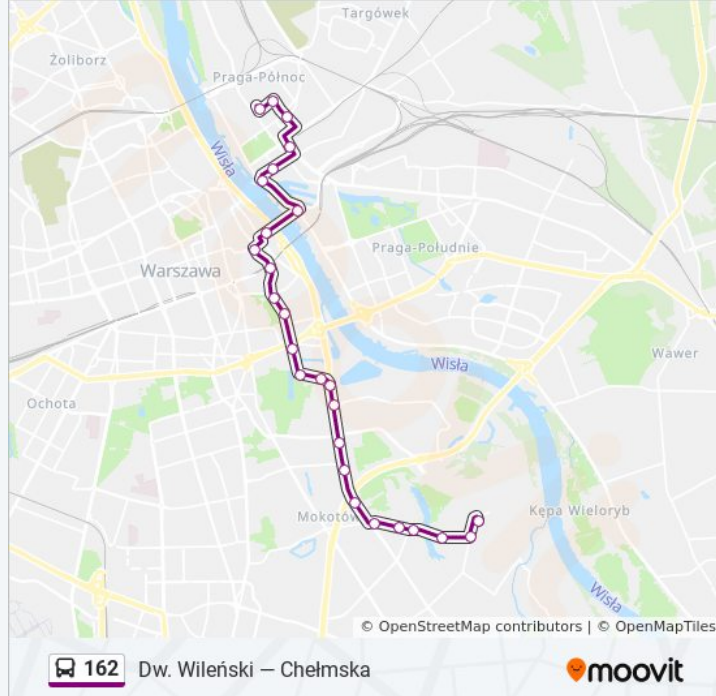 Targówek
Żoliborz
Praga-Północ
Wisła
Praga-Południe
Warszawa
Wisła
Wawer
Ochota
Mokotów
Kępa Wieloryb
Wisła
© OpenStreetMap contributors | © OpenMapTiles
162 Dw. Wileński — Chełmska
moovit